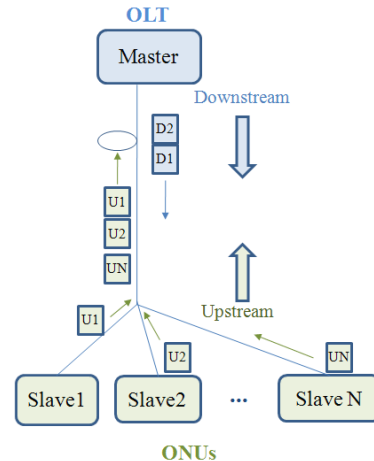 OLT
Master
Downstream
D2
D1
U1
U2
UN
Upstream
U1
U2
UN
Slave1
Slave2
...
Slave N
ONUs